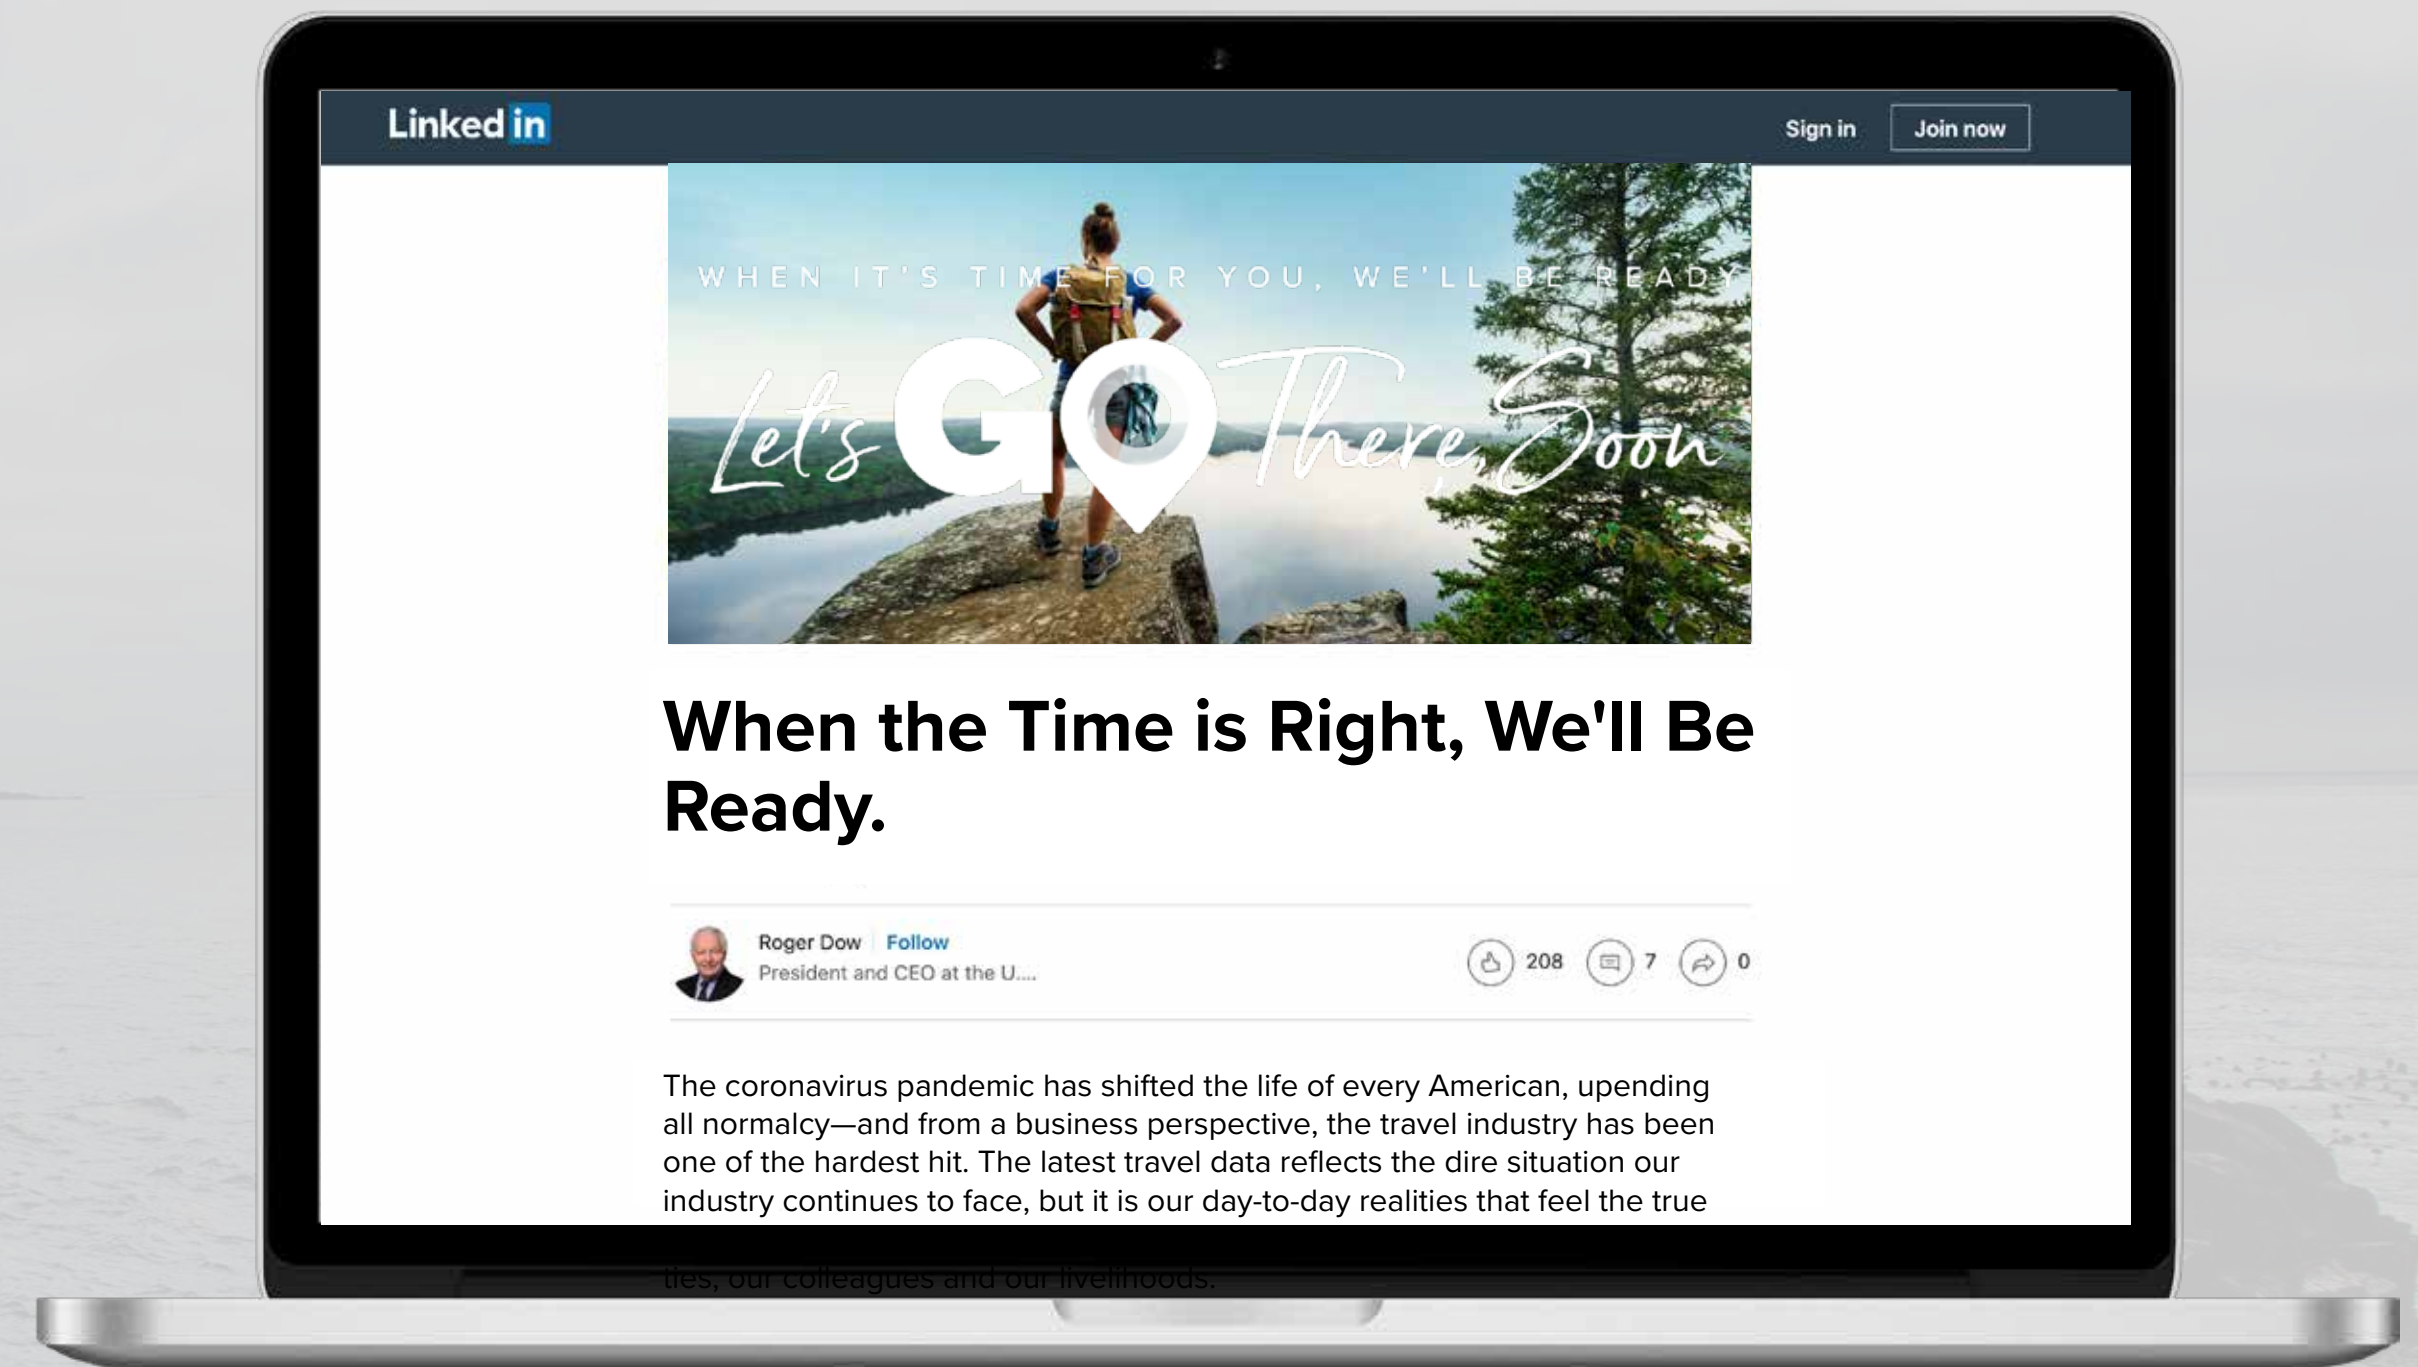 Linked in
Sign in
Join now
WHEN IT'S TIME FOR YOU, WE'LL BE READY
Let's GO There, Soon
When the Time is Right, We'll Be
Ready.
Roger Dow Follow
President and CEO at the U....
208 7 0
The coronavirus pandemic has shifted the life of every American, upending
all normalcy—and from a business perspective, the travel industry has been
one of the hardest hit. The latest travel data reflects the dire situation our
industry continues to face, but it is our day-to-day realities that feel the true
ties, our colleagues and our livelihoods.